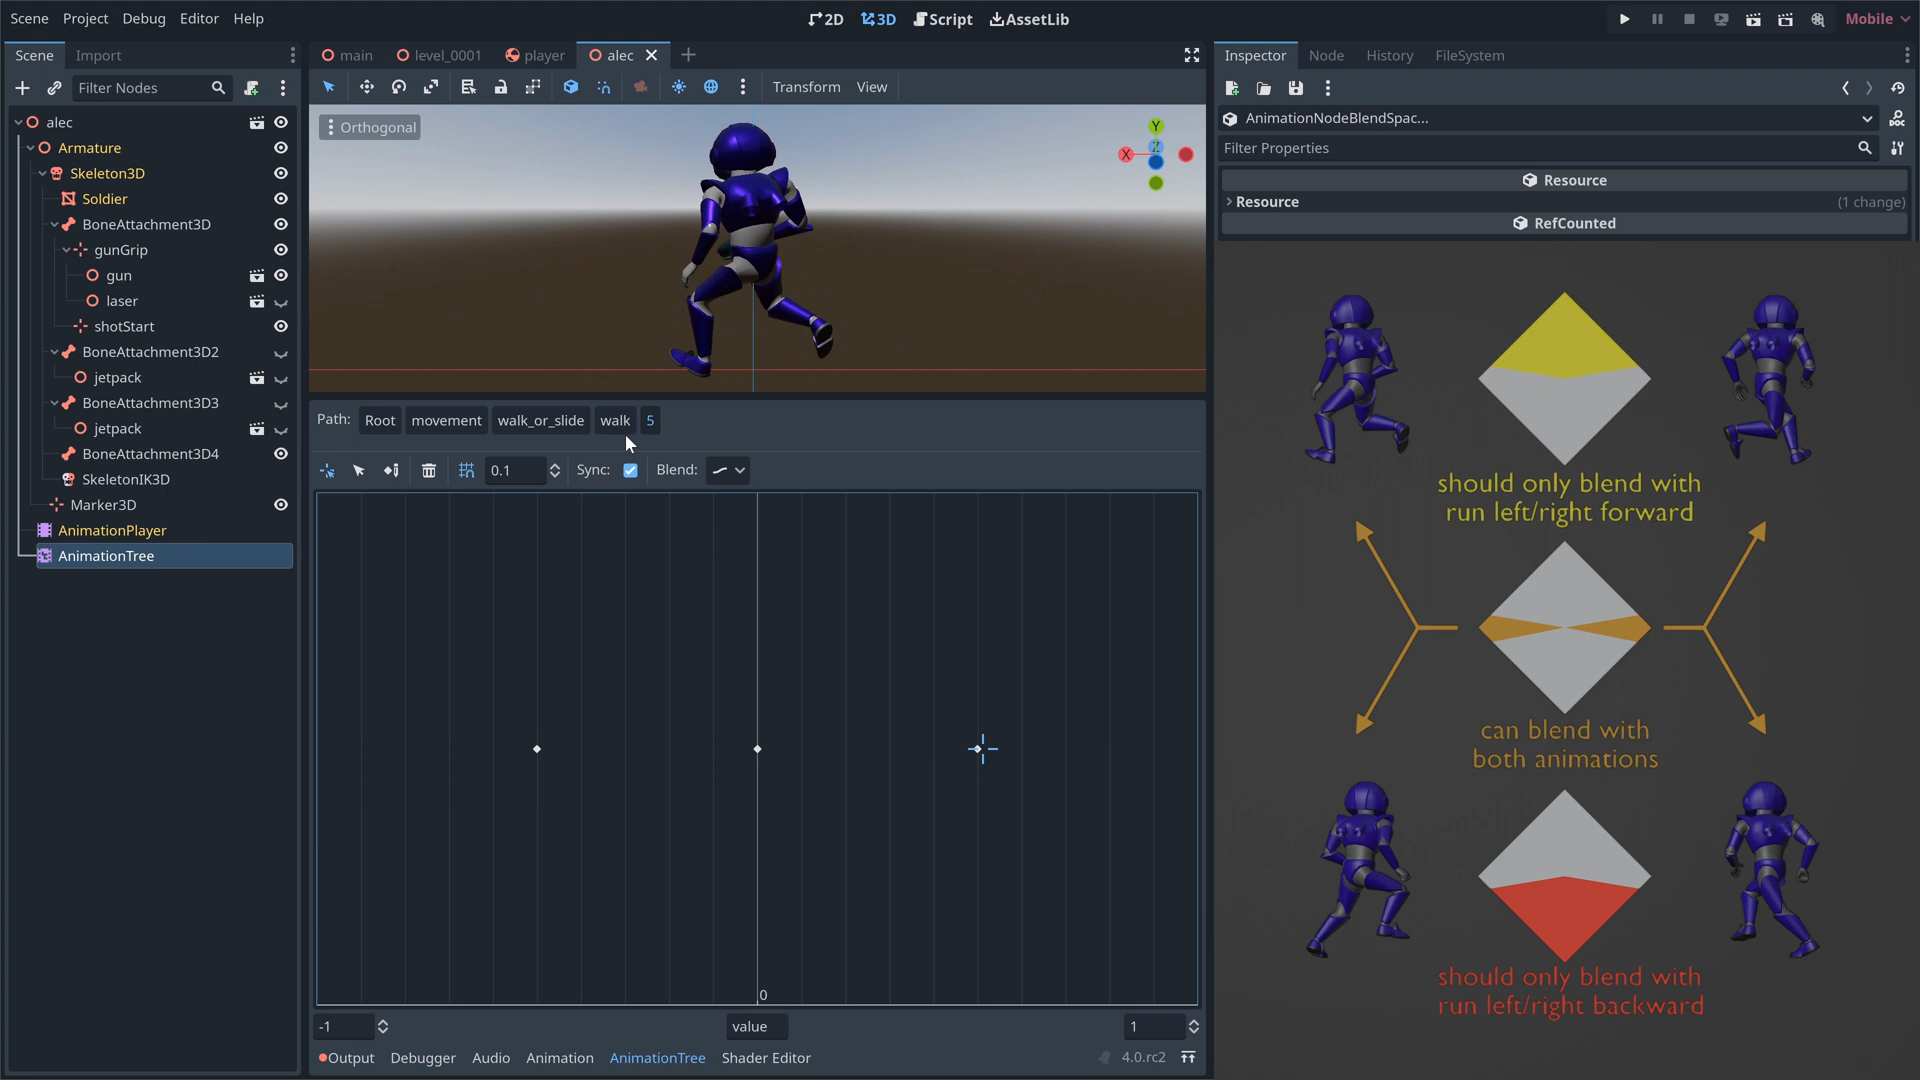 Scene Project Debug Editor Help
2D 3D Script AssetLib
Mobile
Scene Import
main level_0001 player alec
Inspector Node History FileSystem
Filter Nodes
Transform View
alec
Armature
Skeleton3D
Soldier
BoneAttachment3D
gunGrip
gun
laser
shotStart
BoneAttachment3D2
jetpack
BoneAttachment3D3
jetpack
BoneAttachment3D4
SkeletonIK3D
Marker3D
AnimationPlayer
AnimationTree
Orthogonal
Y
X
Z
Path: Root movement walk_or_slide walk 5
0.1 Sync: Blend:
0
-1 value 1
Output Debugger Audio Animation AnimationTree Shader Editor 4.0.rc2
AnimationNodeBlendSpac...
DOC
Filter Properties
Resource
Resource (1 change)
RefCounted
should only blend with
run left/right forward
can blend with
both animations
should only blend with
run left/right backward